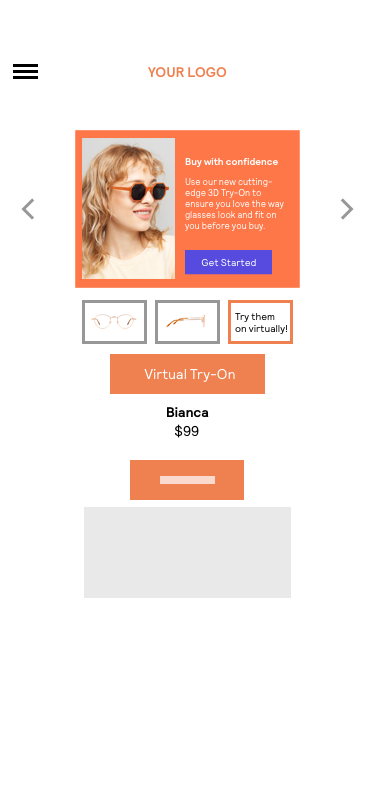 YOUR LOGO
Buy with confidence
Use our new cutting-
edge 3D Try-On to
ensure you love the way
glasses look and fit on
you before you buy.
Get Started
Try them
on virtually!
Virtual Try-On
Bianca
$99